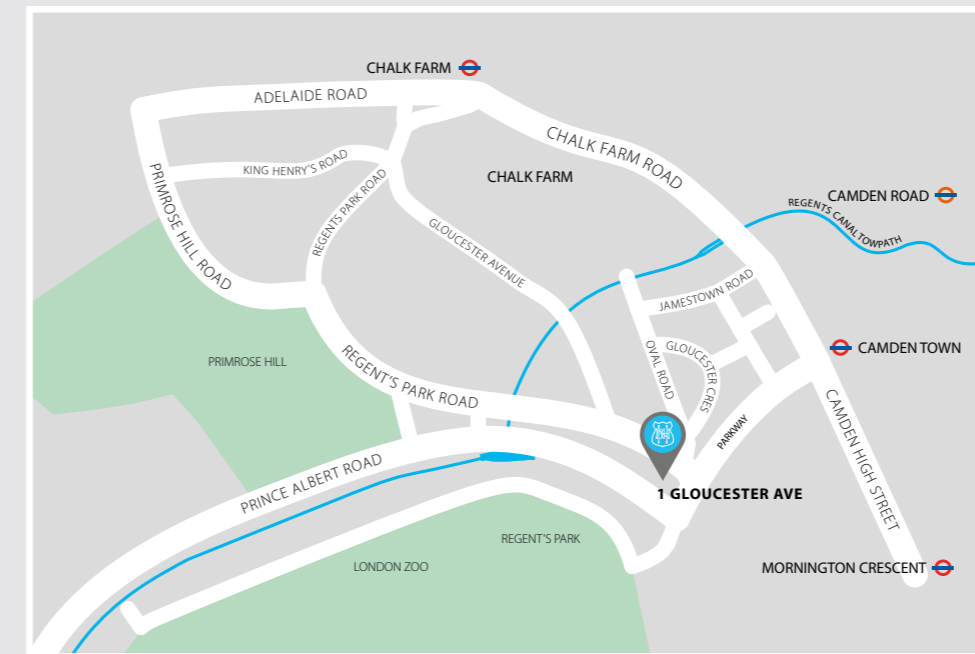 CHALK FARM
ADELAIDE ROAD
CHALK FARM ROAD
KING HENRY'S ROAD
CHALK FARM
PRIMROSE HILL ROAD
REGENTS PARK ROAD
CAMDEN ROAD
REGENTS CANAL TOWPATH
GLOUCESTER AVENUE
JAMESTOWN ROAD
PRIMROSE HILL
REGENT'S PARK ROAD
OVAL ROAD
GLOUCESTER CRES
CAMDEN TOWN
PARKWAY
CAMDEN HIGH STREET
PRINCE ALBERT ROAD
1 GLOUCESTER AVE
REGENT'S PARK
LONDON ZOO
MORNINGTON CRESCENT